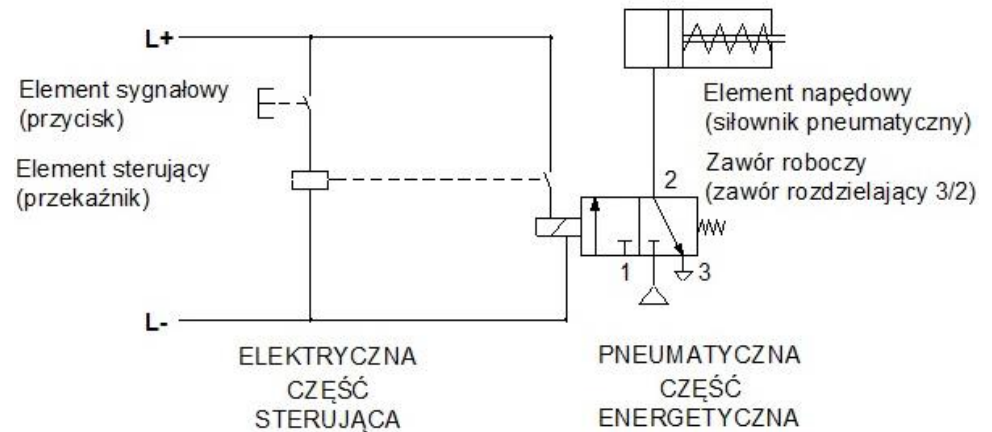 L+
Element sygnałowy
(przycisk)
Element sterujący
(przekaźnik)
L-
ELEKTRYCZNA
CZĘŚĆ
STERUJĄCA
Element napędowy
(siłownik pneumatyczny)
Zawór roboczy
(zawór rozdzielający 3/2)
2
1
3
PNEUMATYCZNA
CZĘŚĆ
ENERGETYCZNA